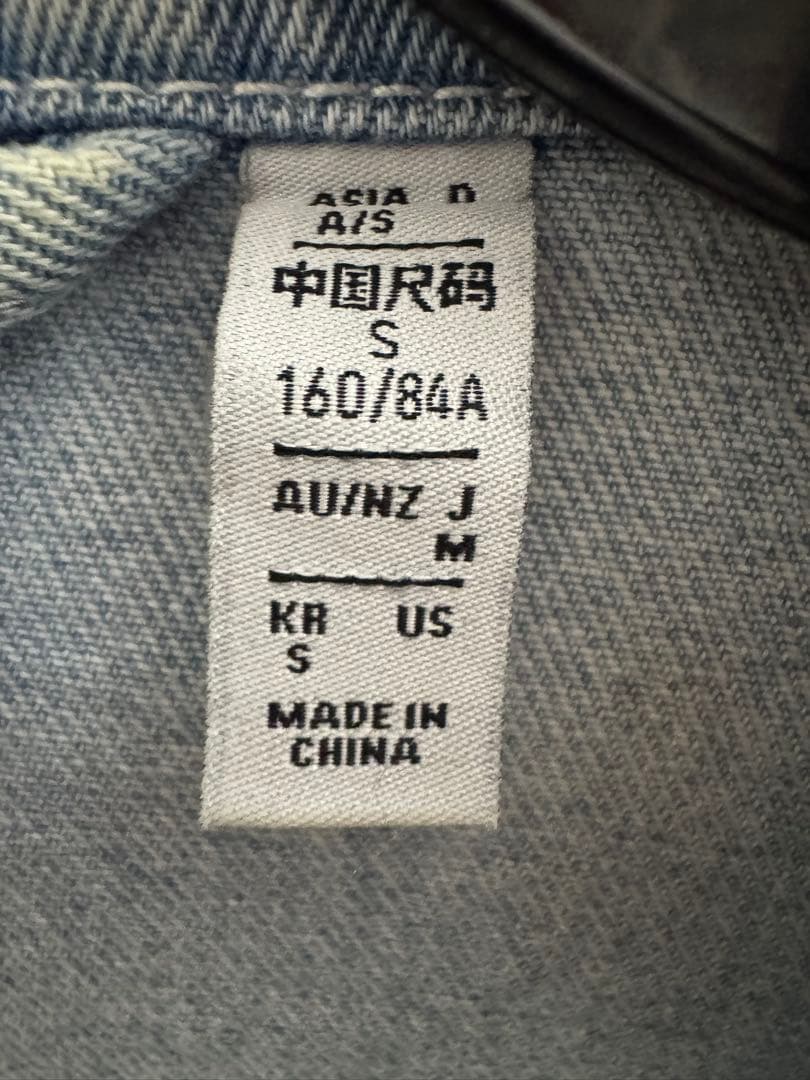 ASIA D
A/S
中国尺码
S
160/84A
AU/NZ J
M
KR US
S
MADE IN
CHINA